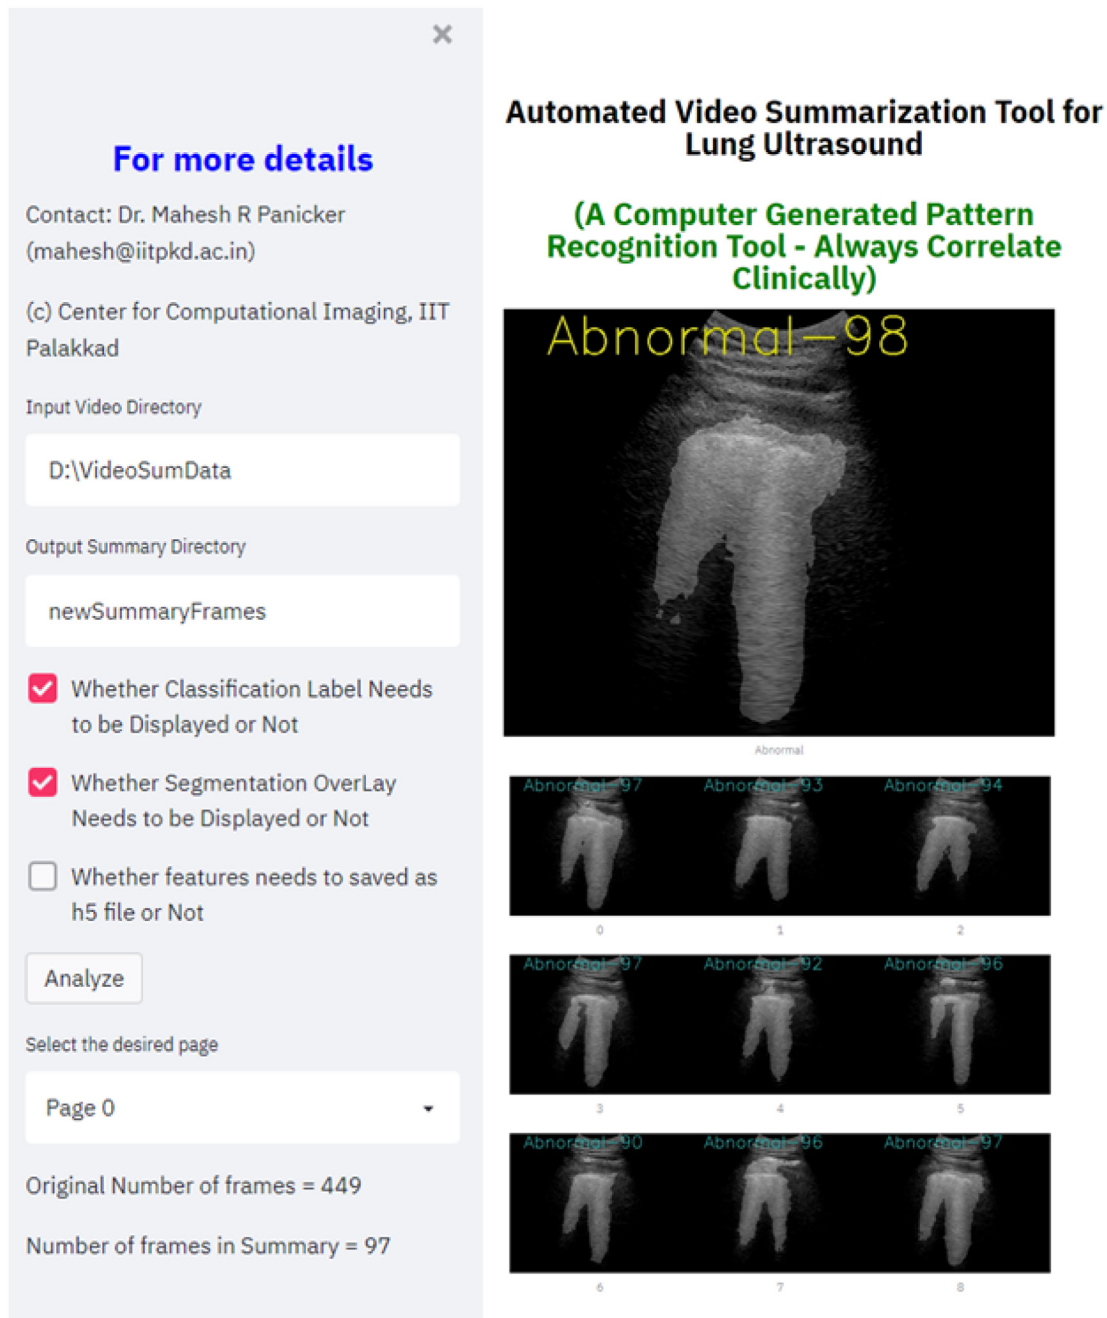 ×
For more details
Contact: Dr. Mahesh R Panicker
(mahesh@iitpkd.ac.in)
(c) Center for Computational Imaging, IIT
Palakkad
Input Video Directory
D:\VideoSumData
Output Summary Directory
newSummaryFrames
Whether Classification Label Needs
to be Displayed or Not
Whether Segmentation OverLay
Needs to be Displayed or Not
Whether features needs to saved as
h5 file or Not
Analyze
Select the desired page
Page 0
Original Number of frames = 449
Number of frames in Summary = 97
Automated Video Summarization Tool for
Lung Ultrasound
(A Computer Generated Pattern
Recognition Tool - Always Correlate
Clinically)
Abnormal-98
Abnormal
Abnormal-97 Abnormal-93 Abnormal-94
0 1 2
Abnormal-97 Abnormal-92 Abnormal-96
3 4 5
Abnormal-90 Abnormal-96 Abnormal-97
6 7 8